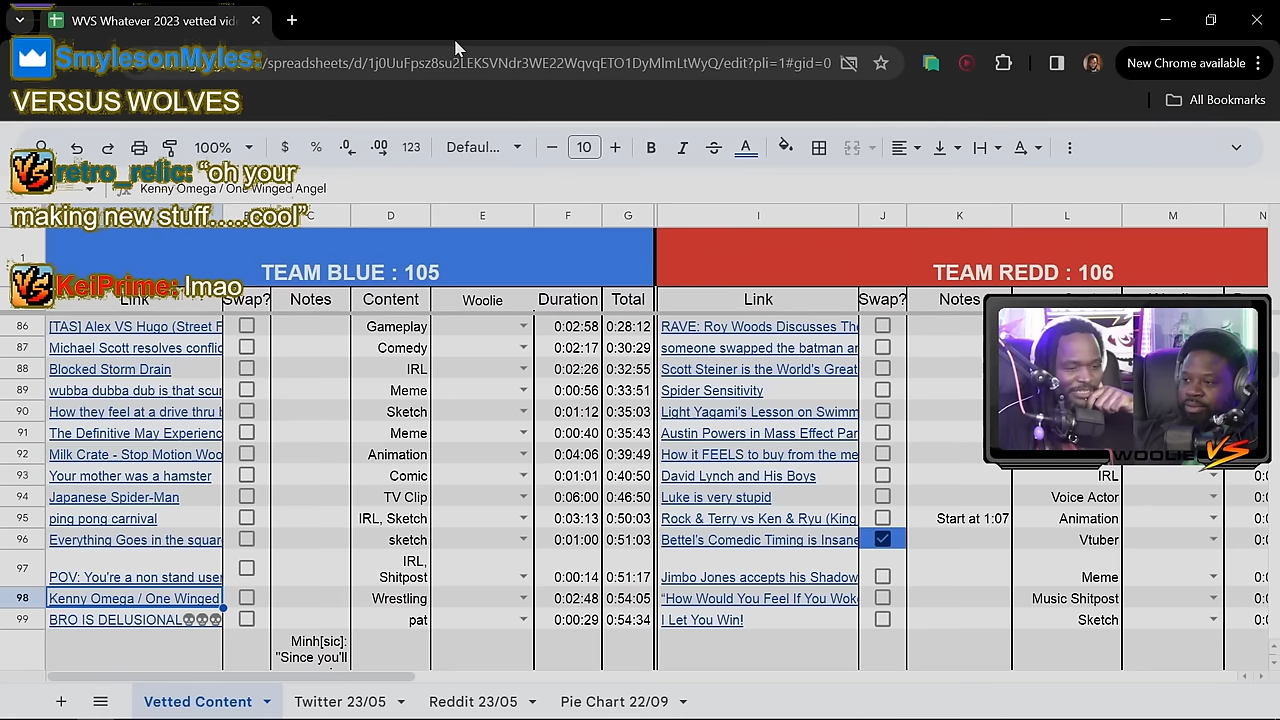 WVS Whatever 2023 vetted vid
SmylesonMyles:
/spreadsheets/d/1j0UuFpsz8su2LEKSVNdr3WE22WqvqETO1DyMlmLtWyQ/edit?pli=1#gid=0
New Chrome available
VERSUS WOLVES
All Bookmarks
100% $ % .0 .00 123 Defaul... 10 B I A
retro_relic: “oh your
making new stuff.....cool”
Kenny Omega / One Winged Angel
C D E F G I J K L M N
1
TEAM BLUE : 105 TEAM REDD : 106
KeiPrime: lmao
Link Swap? Notes Content Woolie Duration Total Link Swap? Notes
86 [TAS] Alex VS Hugo (Street F Gameplay 0:02:58 0:28:12 RAVE: Roy Woods Discusses The
87 Michael Scott resolves conflic Comedy 0:02:17 0:30:29 someone swapped the batman ar
88 Blocked Storm Drain IRL 0:02:26 0:32:55 Scott Steiner is the World's Great
89 wubba dubba dub is that scur Meme 0:00:56 0:33:51 Spider Sensitivity
90 How they feel at a drive thru Sketch 0:01:12 0:35:03 Light Yagami's Lesson on Swimm
91 The Definitive May Experienc Meme 0:00:40 0:35:43 Austin Powers in Mass Effect Par
92 Milk Crate - Stop Motion Woo Animation 0:04:06 0:39:49 How it FEELS to buy from the me
WOOLIE VS
93 Your mother was a hamster Comic 0:01:01 0:40:50 David Lynch and His Boys IRL 0:
94 Japanese Spider-Man TV Clip 0:06:00 0:46:50 Luke is very stupid Voice Actor 0:
95 ping pong carnival IRL, Sketch 0:03:13 0:50:03 Rock & Terry vs Ken & Ryu (King Start at 1:07 Animation 0:
96 Everything Goes in the squar sketch 0:01:00 0:51:03 Bettel's Comedic Timing is Insane Vtuber 0:
97 POV: You're a non stand user IRL, Shitpost 0:00:14 0:51:17 Jimbo Jones accepts his Shadow Meme 0:
98 Kenny Omega / One Winged Wrestling 0:02:48 0:54:05 “How Would You Feel If You Wok Music Shitpost 0:
99 BRO IS DELUSIONAL💀💀💀 pat 0:00:29 0:54:34 I Let You Win! Sketch 0:
Minh[sic]:
"Since you'll
Vetted Content Twitter 23/05 Reddit 23/05 Pie Chart 22/09